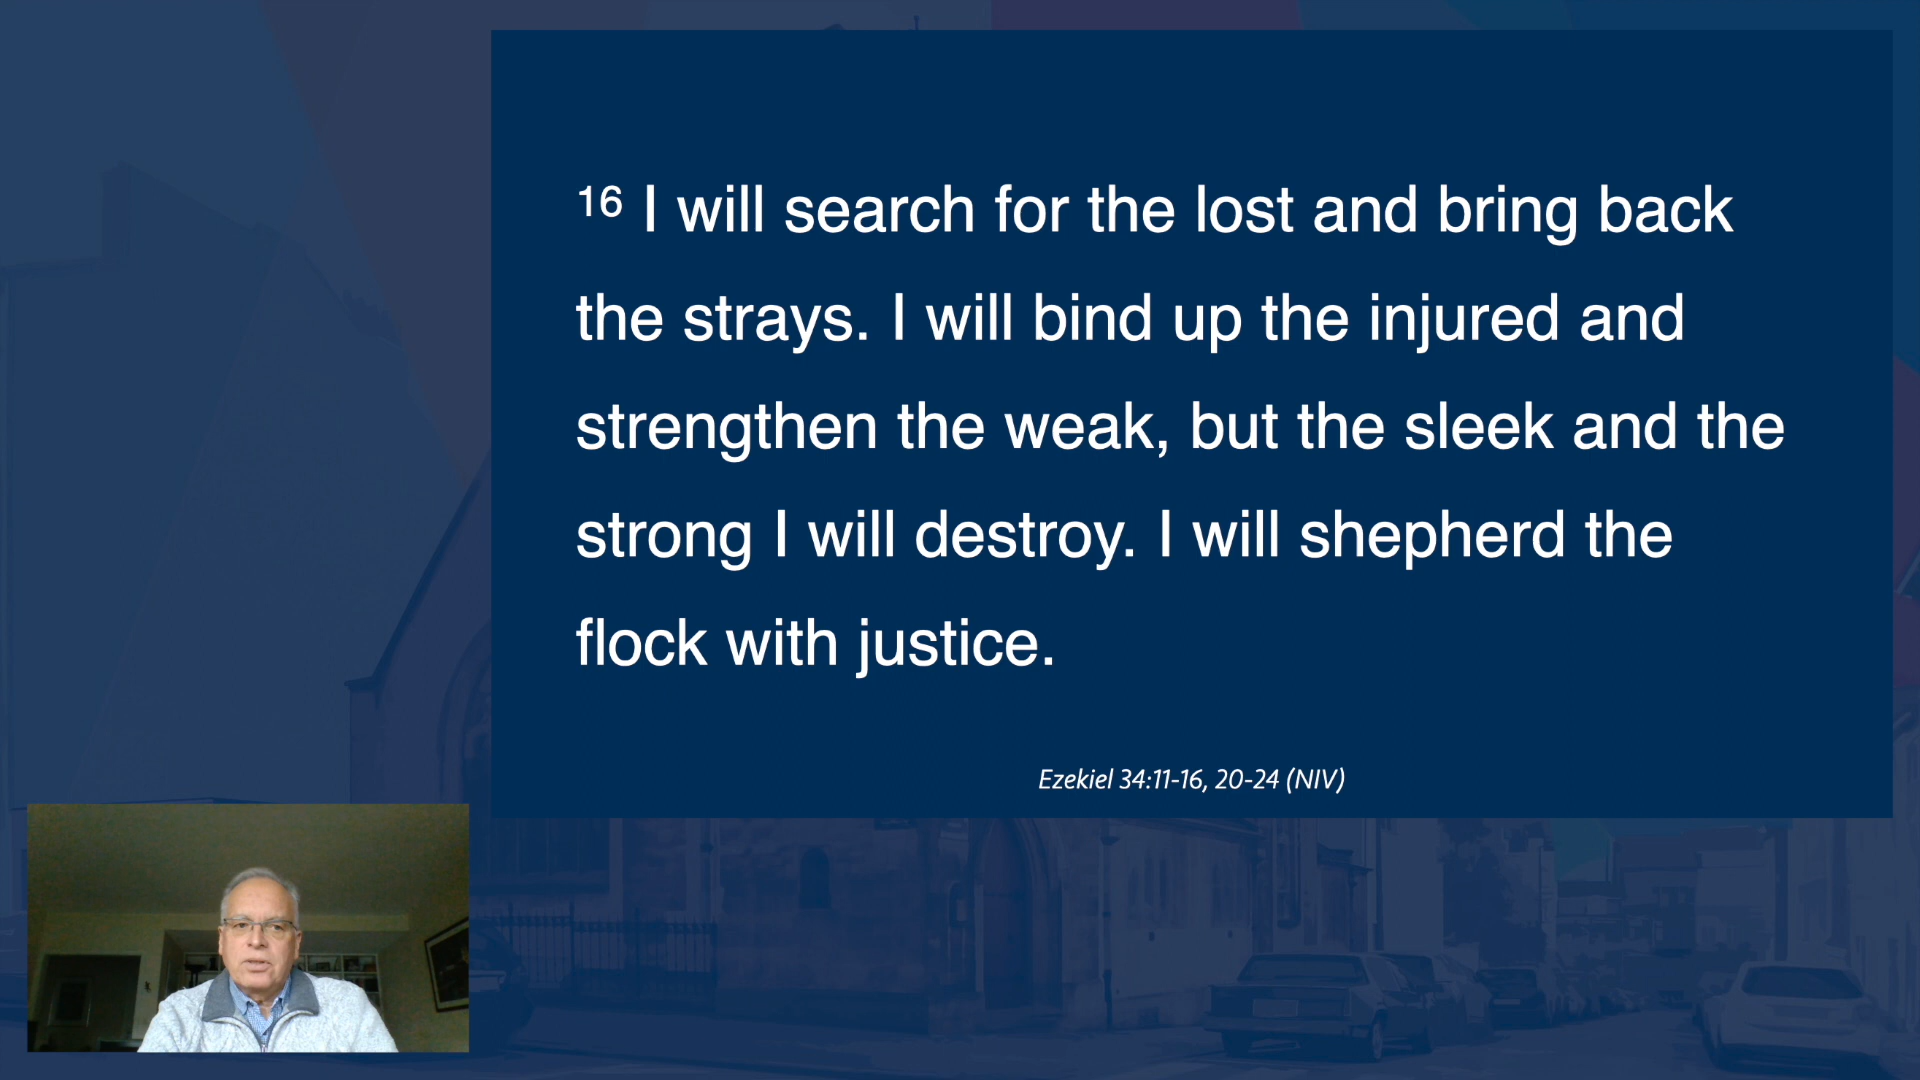 16 I will search for the lost and bring back
the strays. I will bind up the injured and
strengthen the weak, but the sleek and the
strong I will destroy. I will shepherd the
flock with justice.
Ezekiel 34:11-16, 20-24 (NIV)